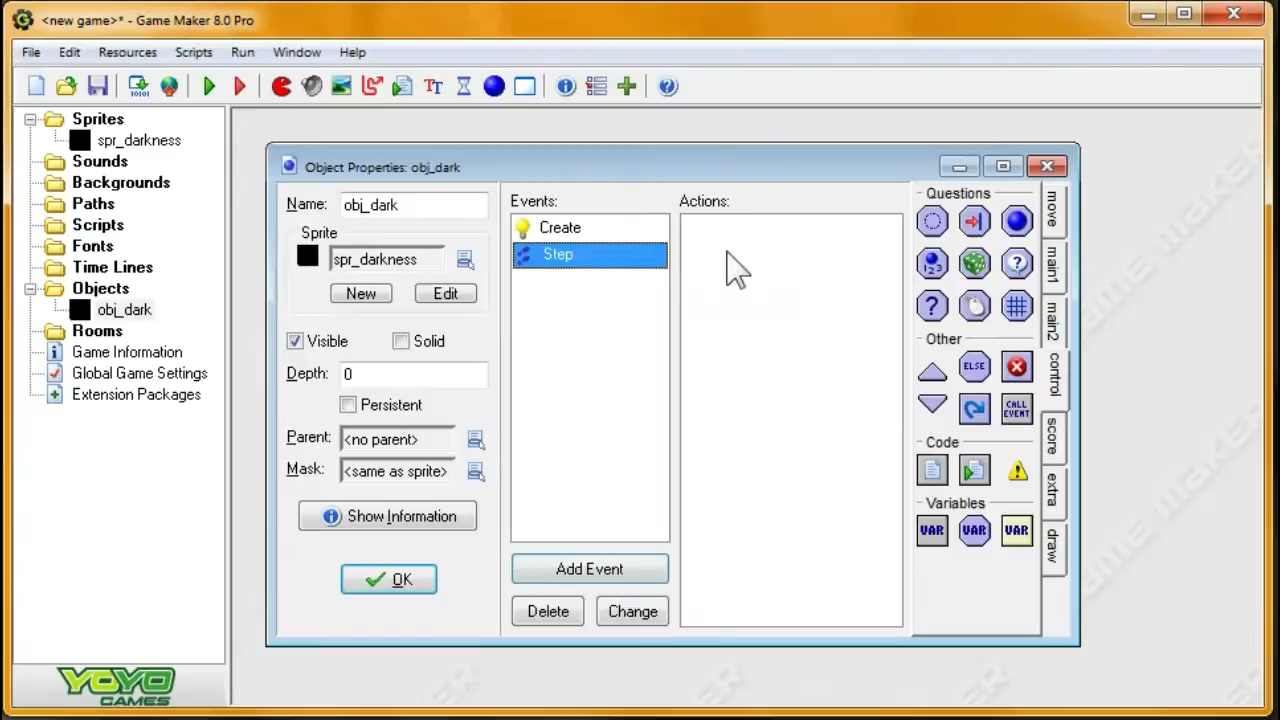 <new game>* - Game Maker 8.0 Pro
File Edit Resources Scripts Run Window Help
Sprites
spr_darkness
Sounds
Backgrounds
Paths
Scripts
Fonts
Time Lines
Objects
obj_dark
Rooms
Game Information
Global Game Settings
Extension Packages
YOYO
GAMES
Object Properties: obj_dark
Name: obj_dark
Sprite
spr_darkness
New Edit
Visible Solid
Depth: 0
Persistent
Parent: <no parent>
Mask: <same as sprite>
Show Information
OK
Events:
Create
Step
Add Event
Delete Change
Actions:
Questions
Other
ELSE
CALL
EVENT
Code
Variables
VAR VAR VAR
move
main1
main2
control
score
extra
draw